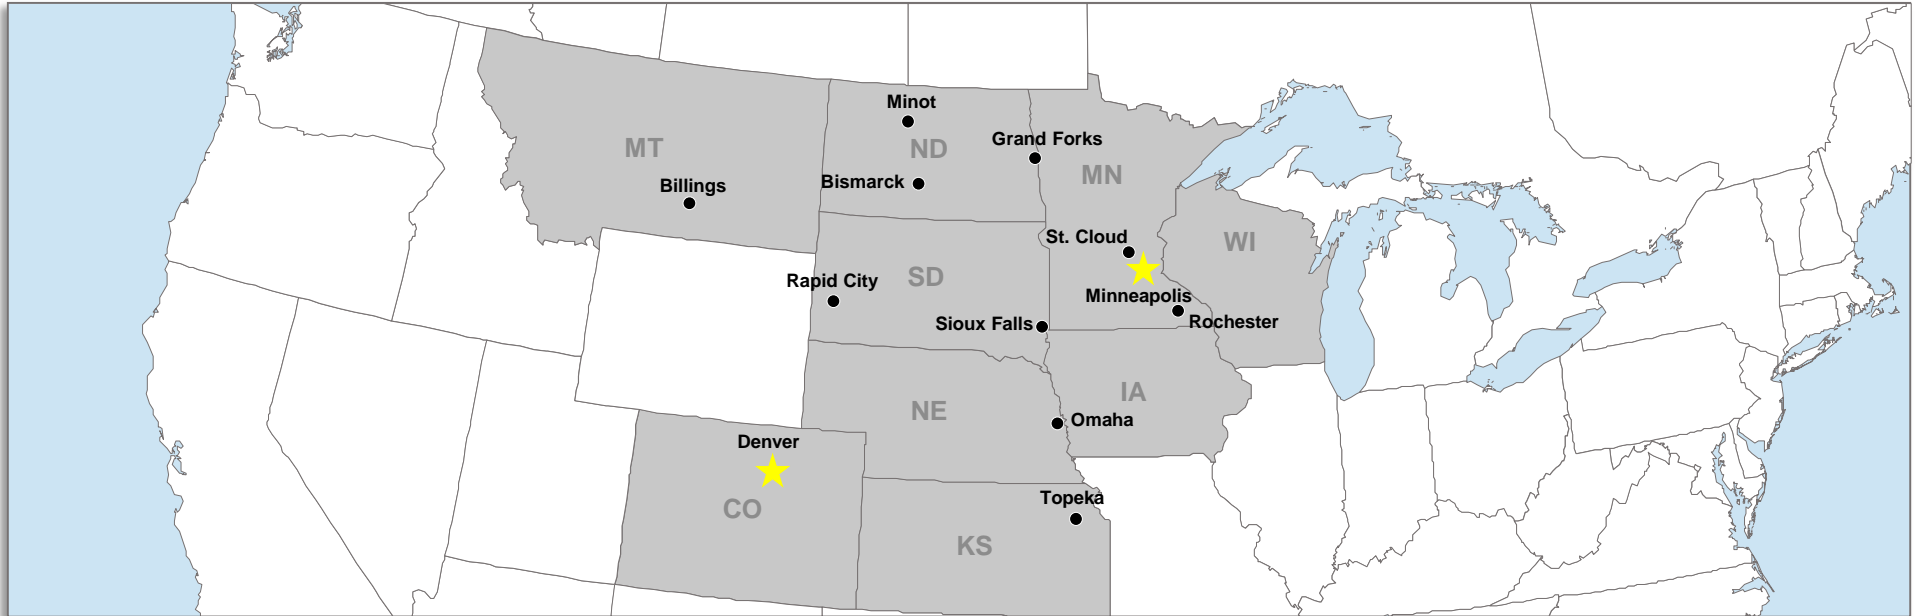 Minot
Grand Forks
MT
ND
MN
Billings
Bismarck
St. Cloud
WI
Rapid City
SD
Minneapolis
Sioux Falls
Rochester
IA
NE
Omaha
Denver
CO
Topeka
KS